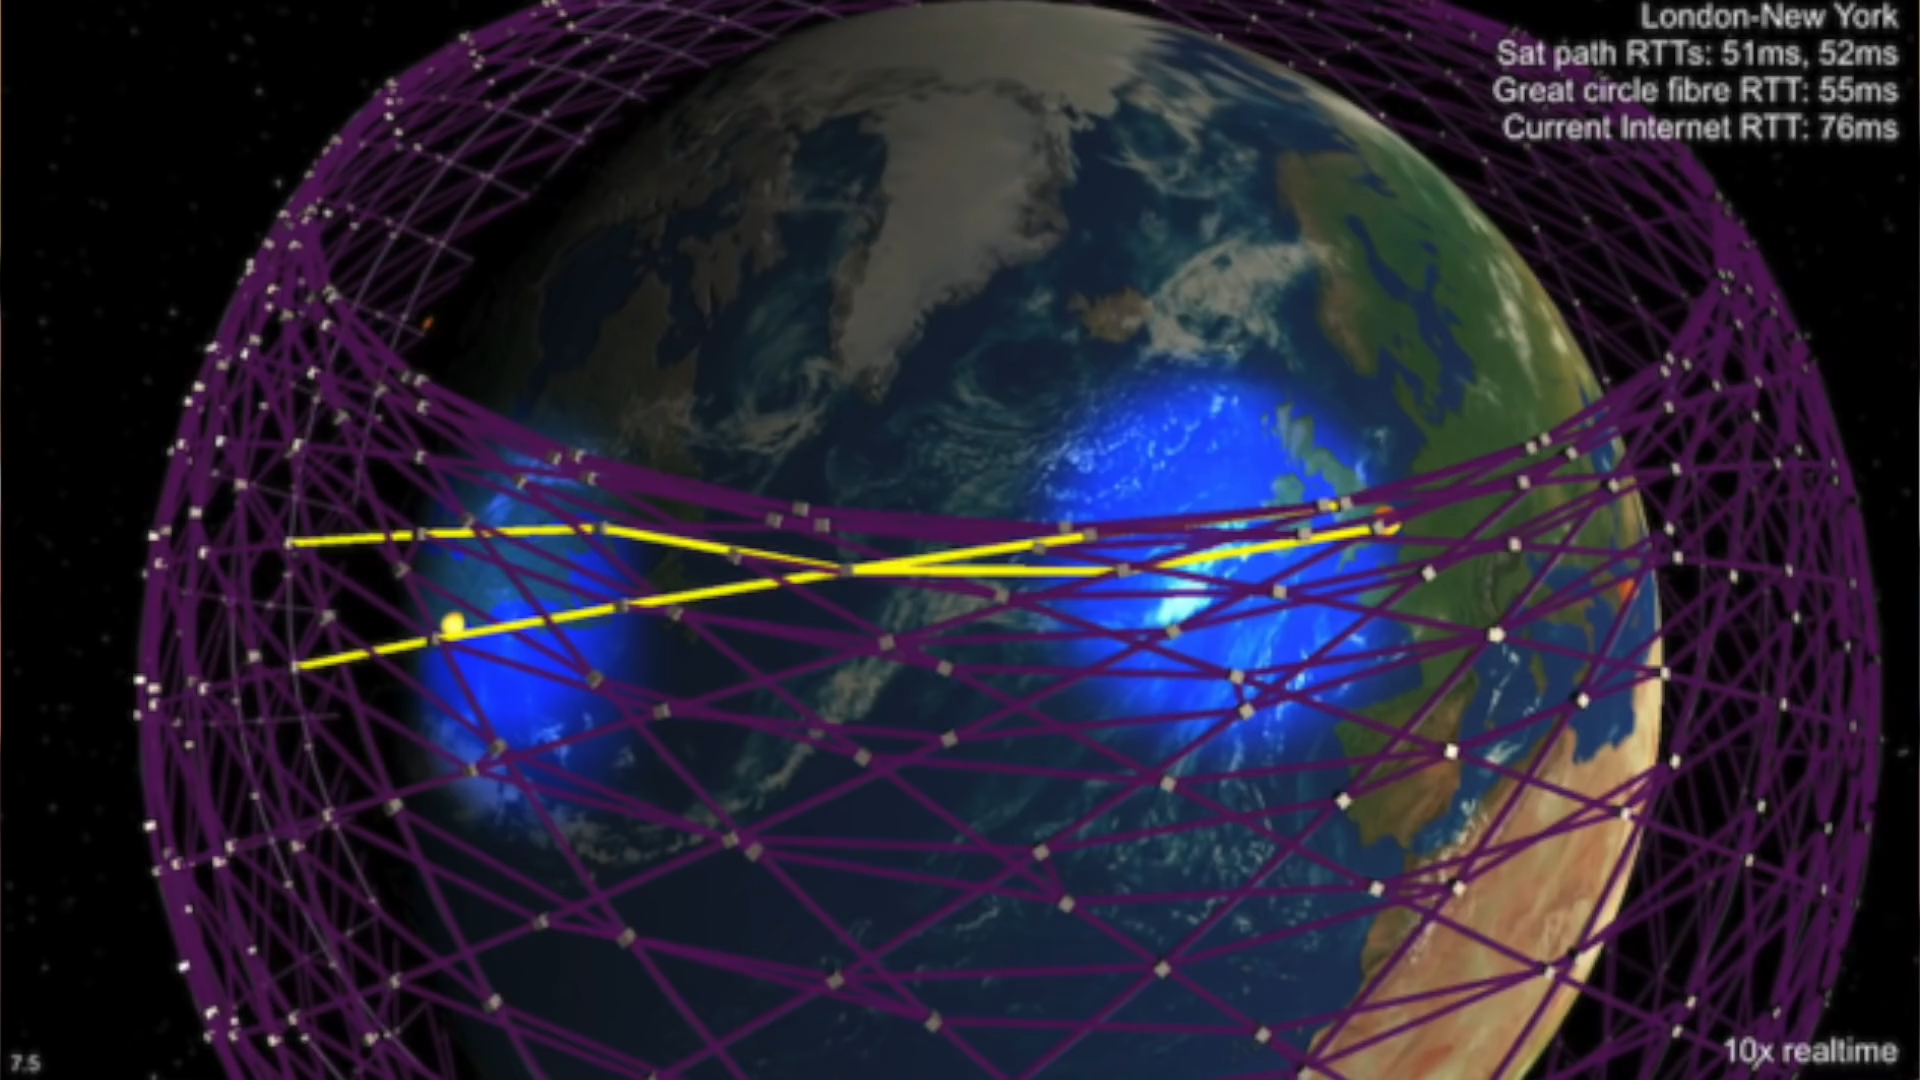 London-New York
Sat path RTTs: 51ms, 52ms
Great circle fibre RTT: 55ms
Current Internet RTT: 76ms
7.5
10x realtime